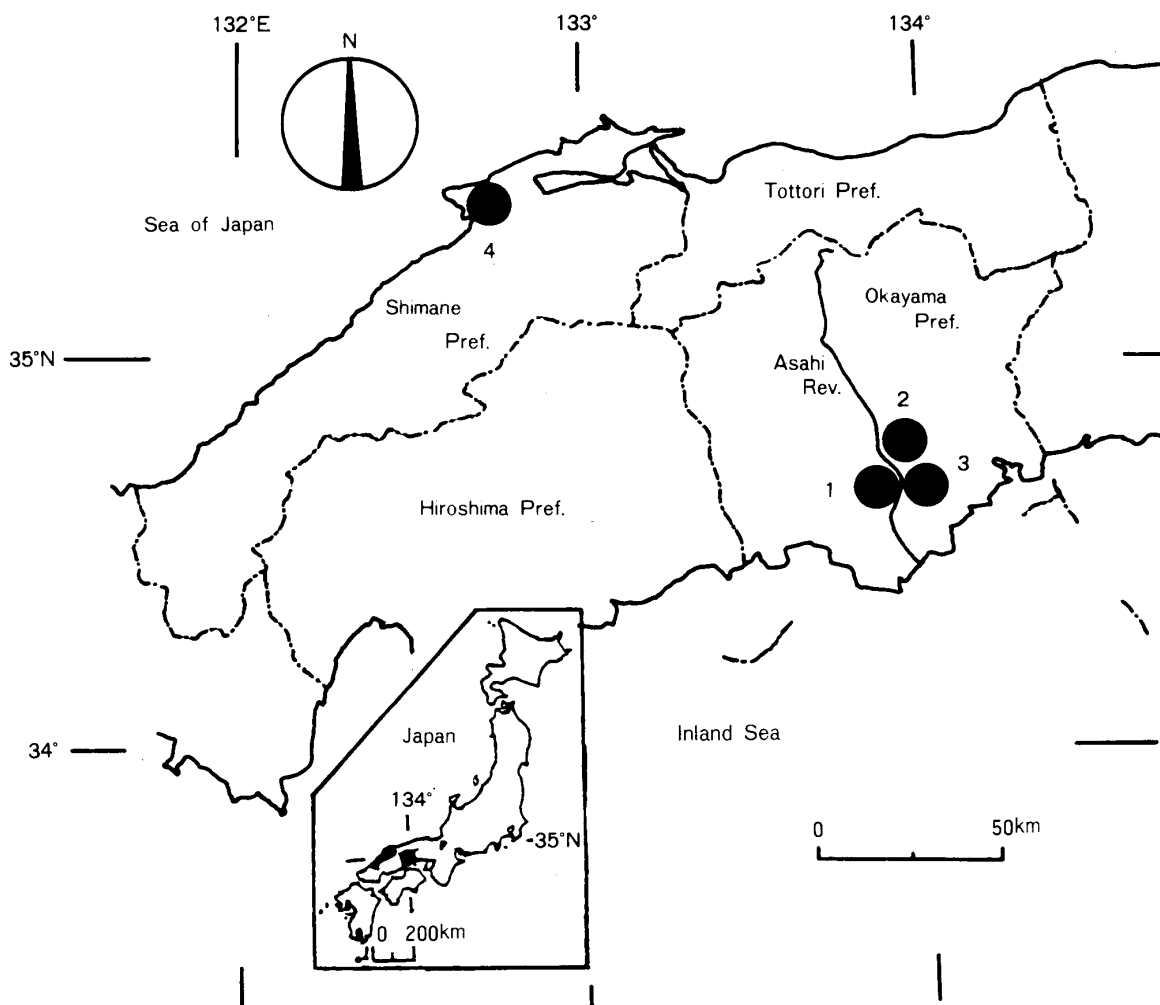 132°E
133°
134°
N
Tottori Pref.
Sea of Japan
4
Okayama
Pref.
Shimane
Pref.
35°N
Asahi
Rev.
2
3
1
Hiroshima Pref.
Inland Sea
Japan
34°
134°
0 50km
35°N
0 200km